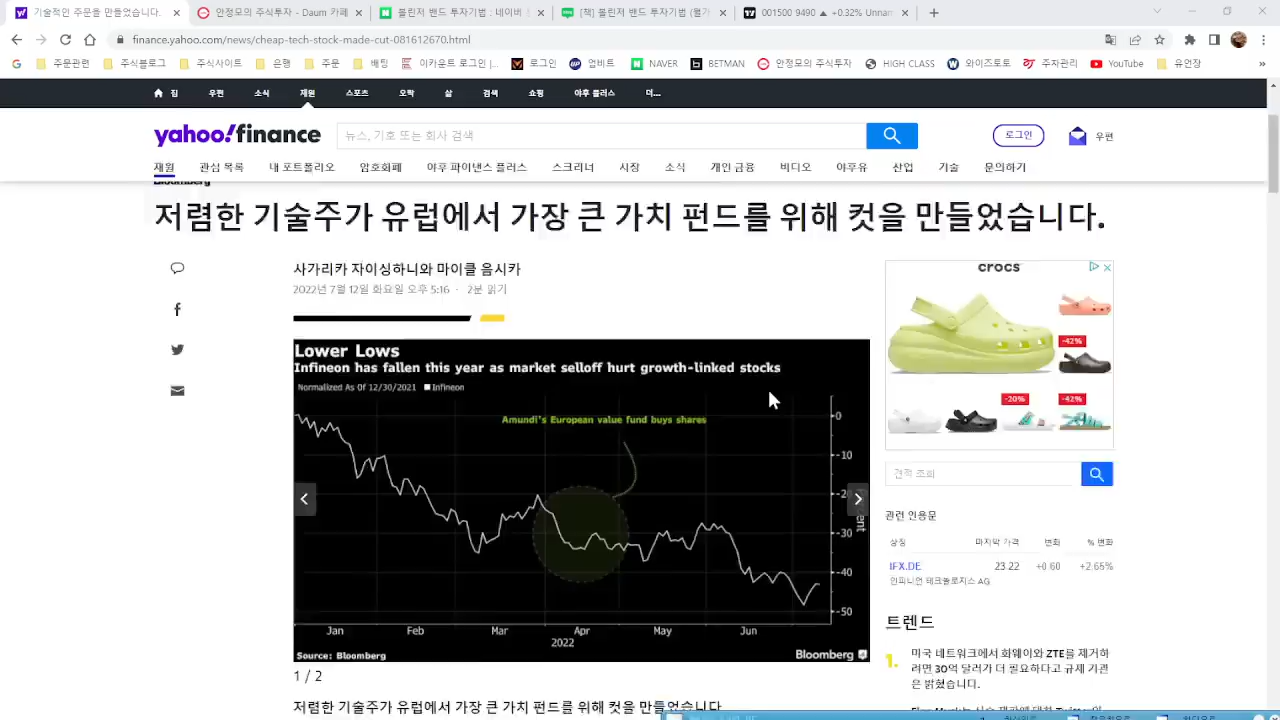 기술적인 주문을 만들었습니다.
안정모의 주식투자 - Daum 카페
볼린저 밴드 투자기법 : 네이버
[책] 볼린저 밴드 투자기법
001500 9490 ▲ +0.32% Unnam
finance.yahoo.com/news/cheap-tech-stock-made-cut-081612670.html
주문관련 주식블로그 주식사이트 은행 주문 배팅 이카운트 로그인 |... 로그인 업비트 NAVER BETMAN 안정모의 주식투자 HIGH CLASS 와이즈토토 주자관리 YouTube 유연장 »
집 우편 소식 재원 스포츠 오락 삶 검색 쇼핑 야후 플러스 더...
yahoo!finance
뉴스, 기호 또는 회사 검색
로그인
우편
재원 관심 목록 내 포트폴리오 암호화폐 야후 파이낸스 플러스 스크리너 시장 소식 개인 금융 비디오 야후유 산업 기술 문의하기
Bloomberg
저렴한 기술주가 유럽에서 가장 큰 가치 펀드를 위해 컷을 만들었습니다.
사가리카 자이싱하니와 마이클 음시카
2022년 7월 12일 화요일 오후 5:16 · 2분 읽기
Lower Lows
Infineon has fallen this year as market selloff hurt growth-linked stocks
Normalized As Of 12/30/2021 Infineon
Amundi's European value fund buys shares
0
-10
-20
-30
-40
-50
Jan Feb Mar Apr May Jun
2022
Source: Bloomberg
Bloomberg
1 / 2
저렴한 기술주가 유럽에서 가장 큰 가치 펀드를 위해 컷을 만들었습니다
crocs
-42%
-20%
-42%
견적 조회
관련 인용문
상징 마지막 가격 변화 % 변화
IFX.DE 23.22 +0.60 +2.65%
인피니언 테크놀로지스 AG
트렌드
1. 미국 네트워크에서 화웨이와 ZTE를 제거하
려면 30억 달러가 더 필요하다고 규제 기관
은 밝혔습니다.